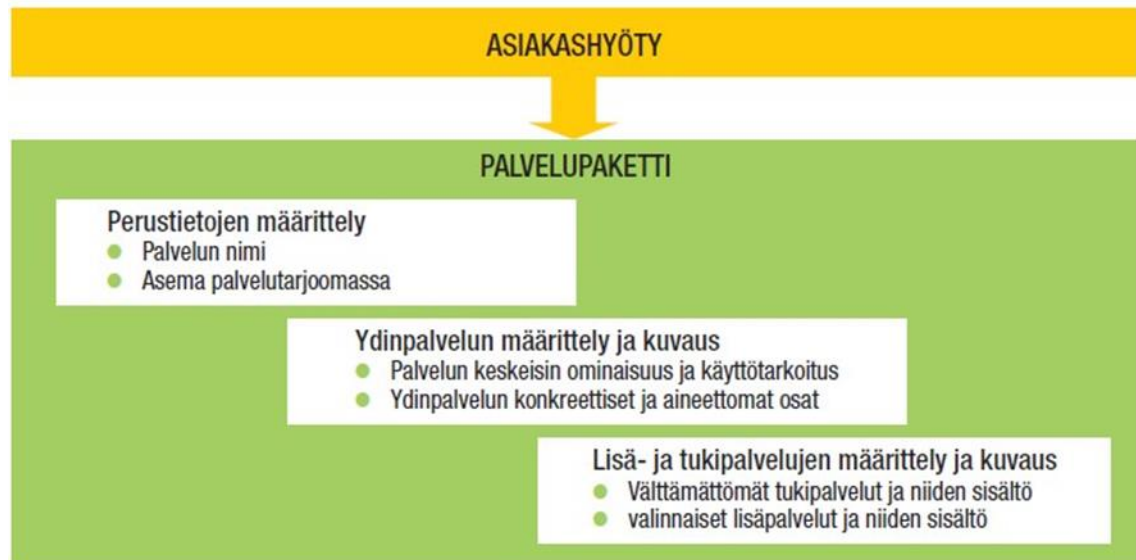 ASIAKASHYÖTY
PALVELUPAKETTI
Perustietojen määrittely
● Palvelun nimi
● Asema palvelutarjoomassa
Ydinpalvelun määrittely ja kuvaus
● Palvelun keskeisin ominaisuus ja käyttötarkoitus
● Ydinpalvelun konkreettiset ja aineettomat osat
Lisä- ja tukipalvelujen määrittely ja kuvaus
● Välttämättömät tukipalvelut ja niiden sisältö
● valinnaiset lisäpalvelut ja niiden sisältö